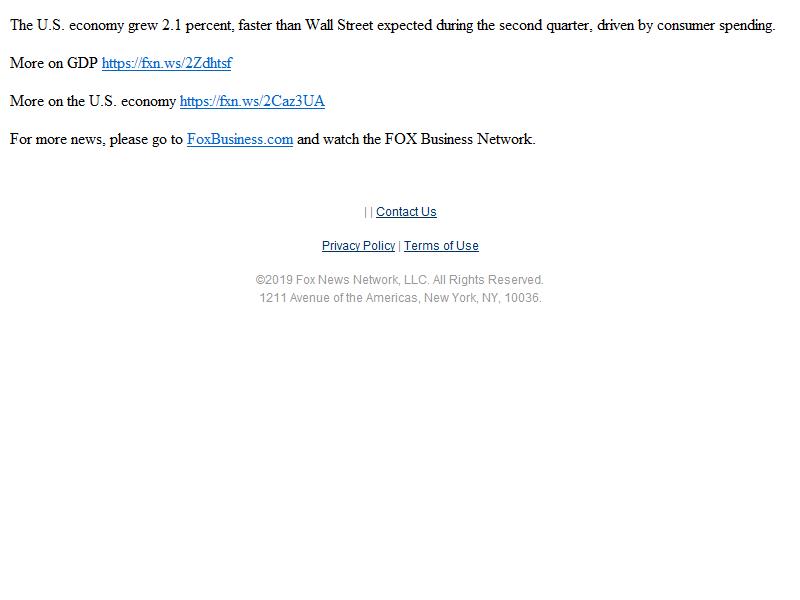 The U.S. economy grew 2.1 percent, faster than Wall Street expected during the second quarter, driven by consumer spending.
More on GDP https://fxn.ws/2Zdhtsf
More on the U.S. economy https://fxn.ws/2Caz3UA
For more news, please go to FoxBusiness.com and watch the FOX Business Network.
| | Contact Us
Privacy Policy | Terms of Use
©2019 Fox News Network, LLC. All Rights Reserved.
1211 Avenue of the Americas, New York, NY, 10036.